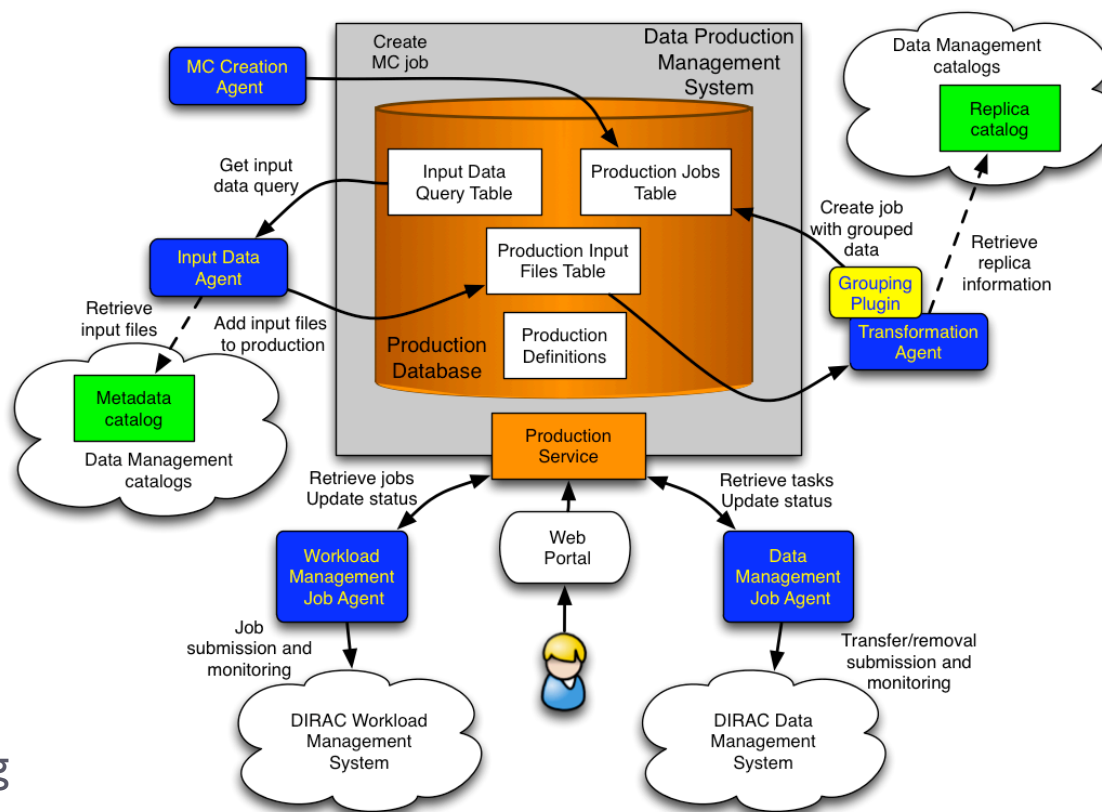 Create
MC job
Data Production
Management
System
MC Creation
Agent
Data Management
catalogs
Replica
catalog
Get input
data query
Input Data
Query Table
Production Jobs
Table
Create job
with grouped
data
Retrieve
replica
information
Input Data
Agent
Production Input
Files Table
Grouping
Plugin
Transformation
Agent
Retrieve
input files
Add input files
to production
Production
Definitions
Production
Database
Metadata
catalog
Data Management
catalogs
Production
Service
Retrieve jobs
Update status
Retrieve tasks
Update status
Workload
Management
Job Agent
Web
Portal
Data
Management
Job Agent
Job
submission and
monitoring
Transfer/removal
submission and
monitoring
DIRAC Workload
Management
System
DIRAC Data
Management
System
g